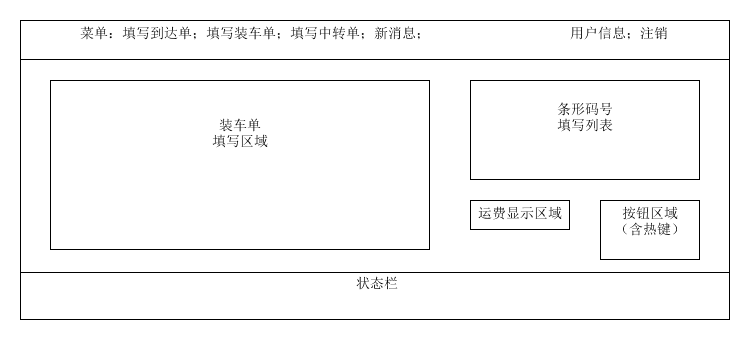 菜单：填写到达单；填写装车单；填写中转单；新消息；
用户信息；注销
装车单
填写区域
条形码号
填写列表
运费显示区域
按钮区域
（含热键）
状态栏